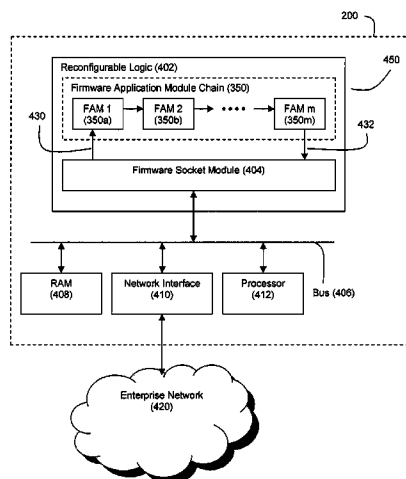 200
Reconfigurable Logic (402)
450
Firmware Application Module Chain (350)
FAM 1
(350a)
FAM 2
(350b)
FAM m
(350m)
430
432
Firmware Socket Module (404)
RAM
(408)
Network Interface
(410)
Processor
(412)
Bus (406)
Enterprise Network
(420)